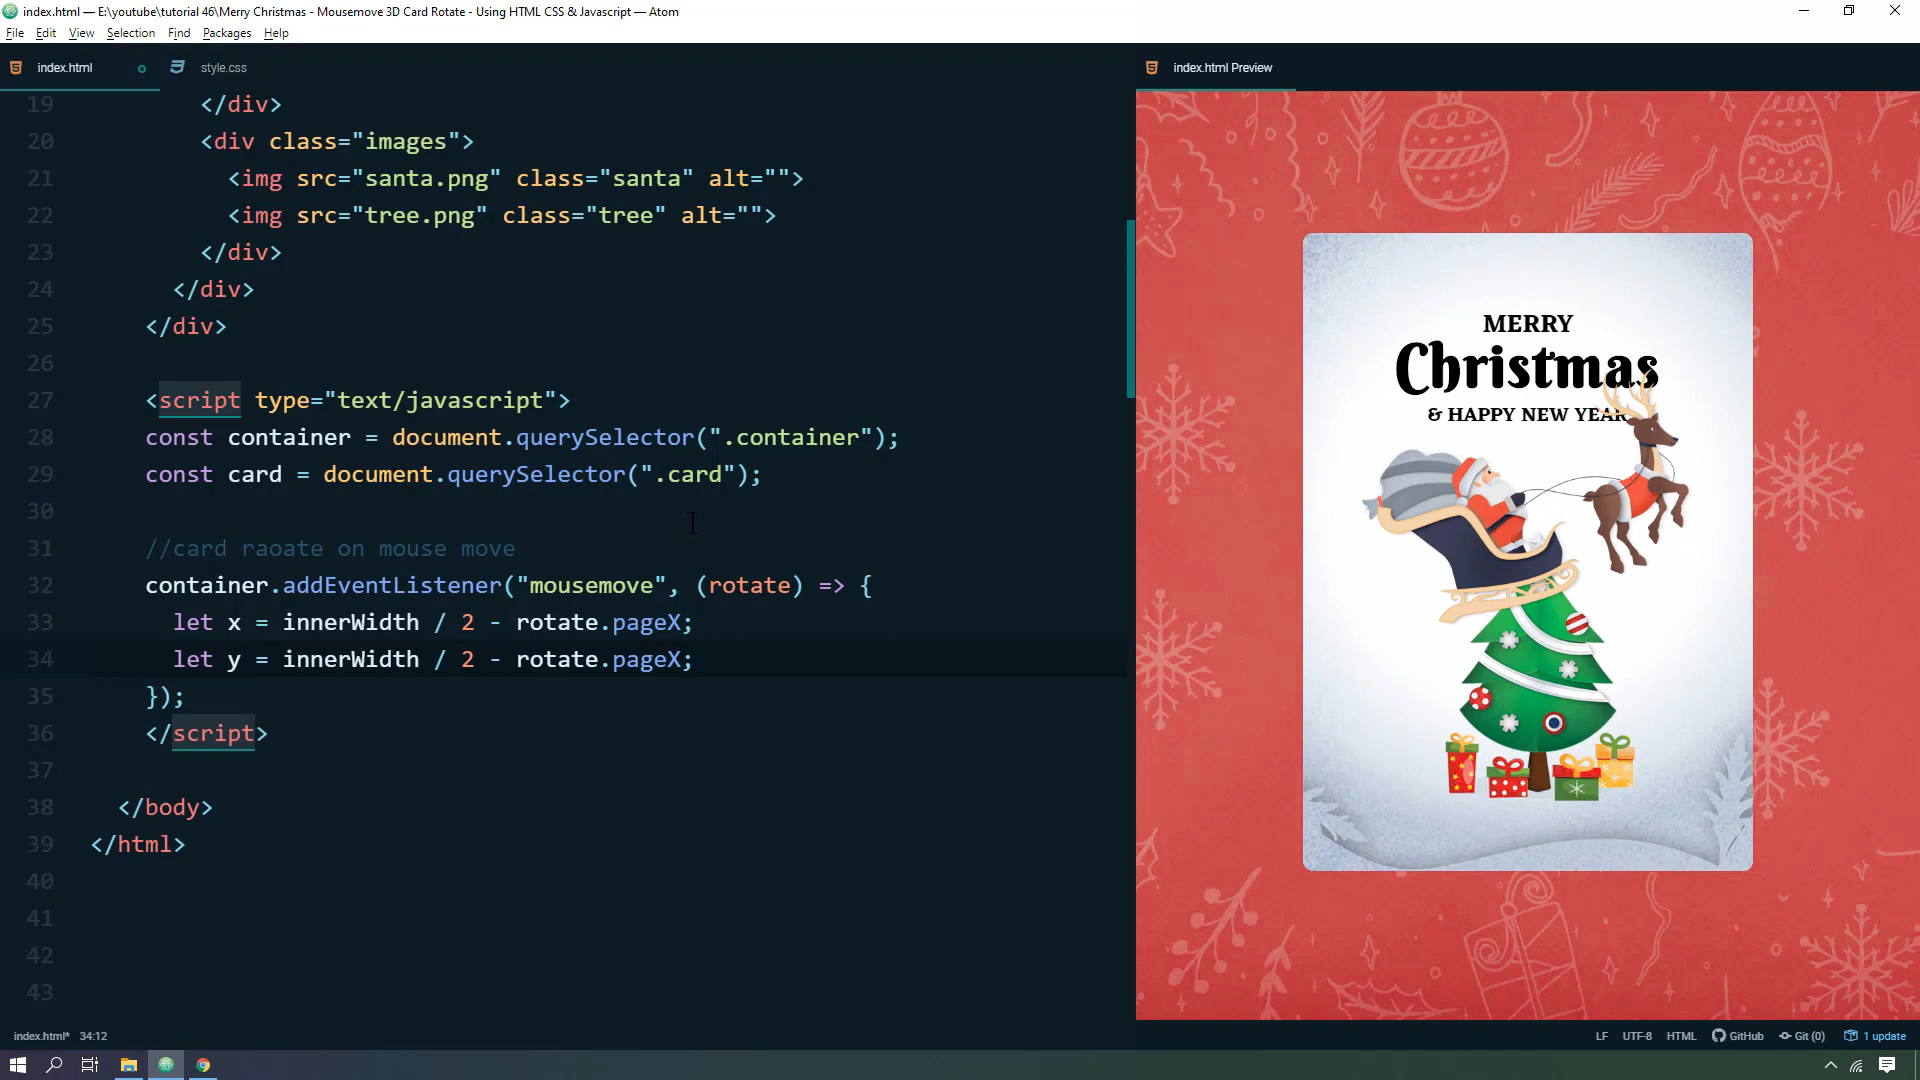 index.html — E:\youtube\tutorial 46\Merry Christmas - Mousemove 3D Card Rotate - Using HTML CSS & Javascript — Atom
File Edit View Selection Find Packages Help
index.html style.css index.html Preview
19 </div>
20 <div class="images">
21 <img src="santa.png" class="santa" alt="">
22 <img src="tree.png" class="tree" alt="">
23 </div>
24 </div>
25 </div>
26
27 <script type="text/javascript">
28 const container = document.querySelector(".container");
29 const card = document.querySelector(".card");
30
31 //card raoate on mouse move
32 container.addEventListener("mousemove", (rotate) => {
33 let x = innerWidth / 2 - rotate.pageX;
34 let y = innerWidth / 2 - rotate.pageX;
35 });
36 </script>
37
38 </body>
39 </html>
40
41
42
43
MERRY
Christmas
& HAPPY NEW YEAR
index.html* 34:12 LF UTF-8 HTML GitHub Git (0) 1 update